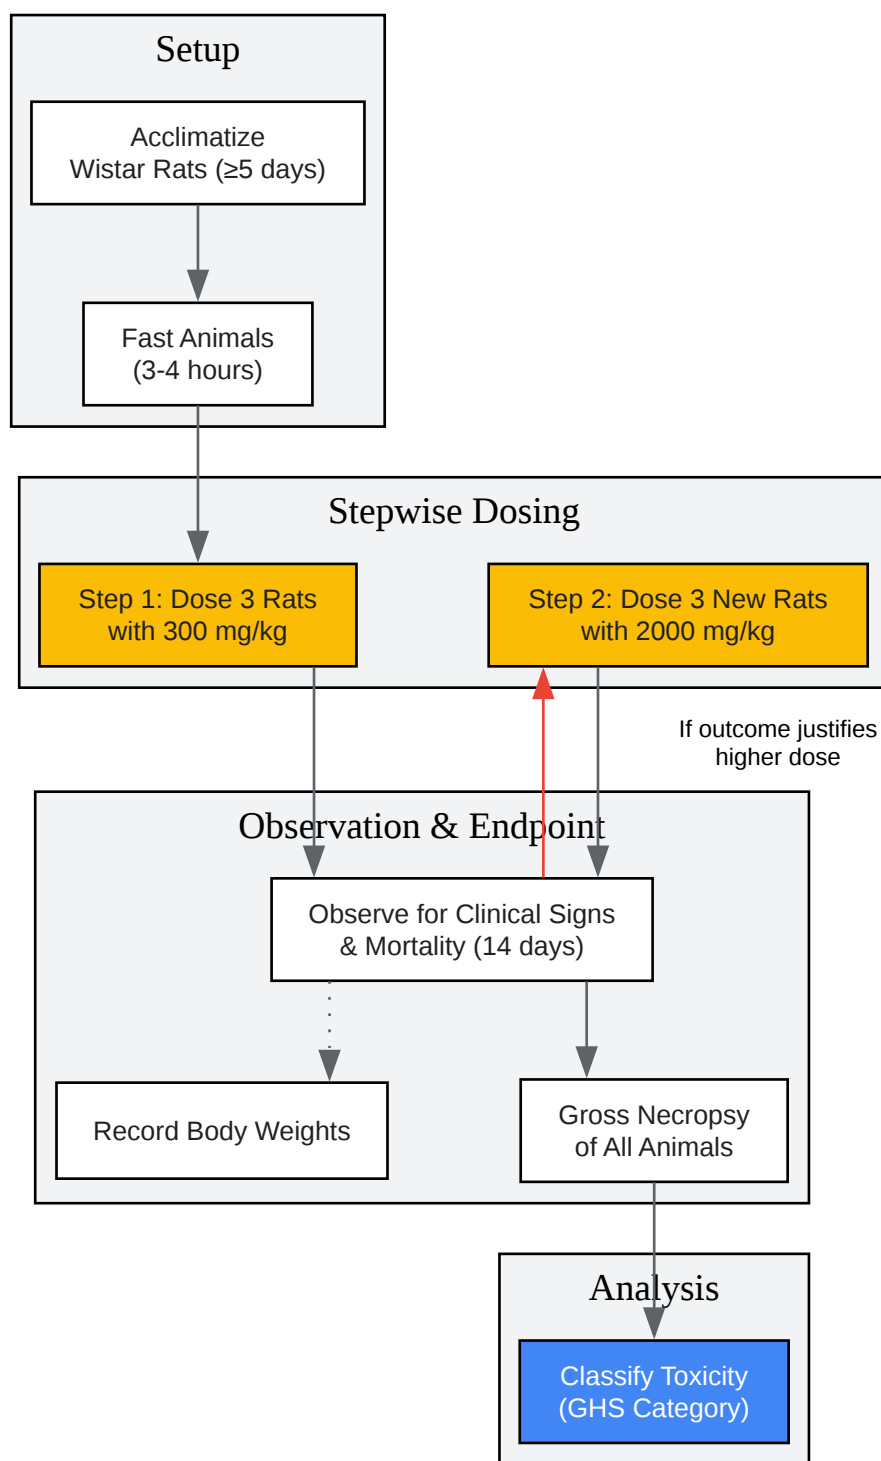 Setup
Acclimatize
Wistar Rats (≥5 days)
Fast Animals
(3-4 hours)
Stepwise Dosing
Step 1: Dose 3 Rats
with 300 mg/kg
Step 2: Dose 3 New Rats
with 2000 mg/kg
If outcome justifies
higher dose
Observation & Endpoint
Observe for Clinical Signs
& Mortality (14 days)
Record Body Weights
Gross Necropsy
of All Animals
Analysis
Classify Toxicity
(GHS Category)